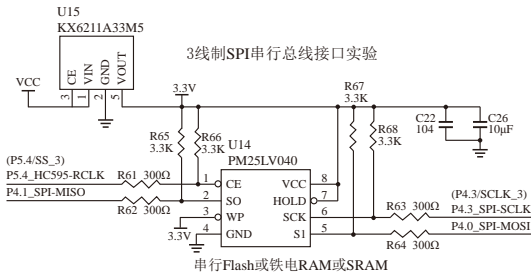 U15
KX6211A33M5
3线制SPI串行总线接口实验
CE
VIN
GND
VOUT
VCC
3
1
2
5
3.3V
R67
3.3K
R65
3.3K
R66
3.3K
U14
PM25LV040
R68
3.3K
C22
104
C26
10μF
(P5.4/SS_3)
P5.4_HC595-RCLK
R61 300Ω
1
CE
VCC
8
P4.1_SPI-MISO
2
SO
HOLD
7
(P4.3/SCLK_3)
R62 300Ω
3
WP
SCK
6
R63 300Ω
P4.3_SPI-SCLK
3.3V
4
GND
S1
5
P4.0_SPI-MOSI
R64 300Ω
串行Flash或铁电RAM或SRAM